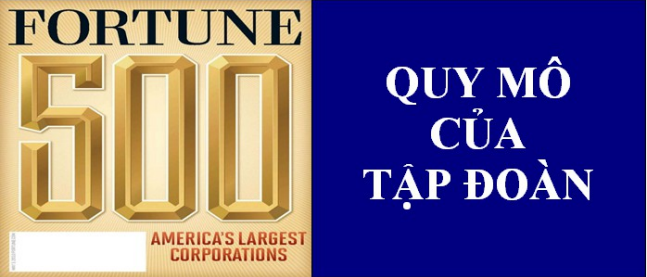 FORTUNE
500
AMERICA'S LARGEST
CORPORATIONS
QUY MÔ
CỦA
TẬP ĐOÀN